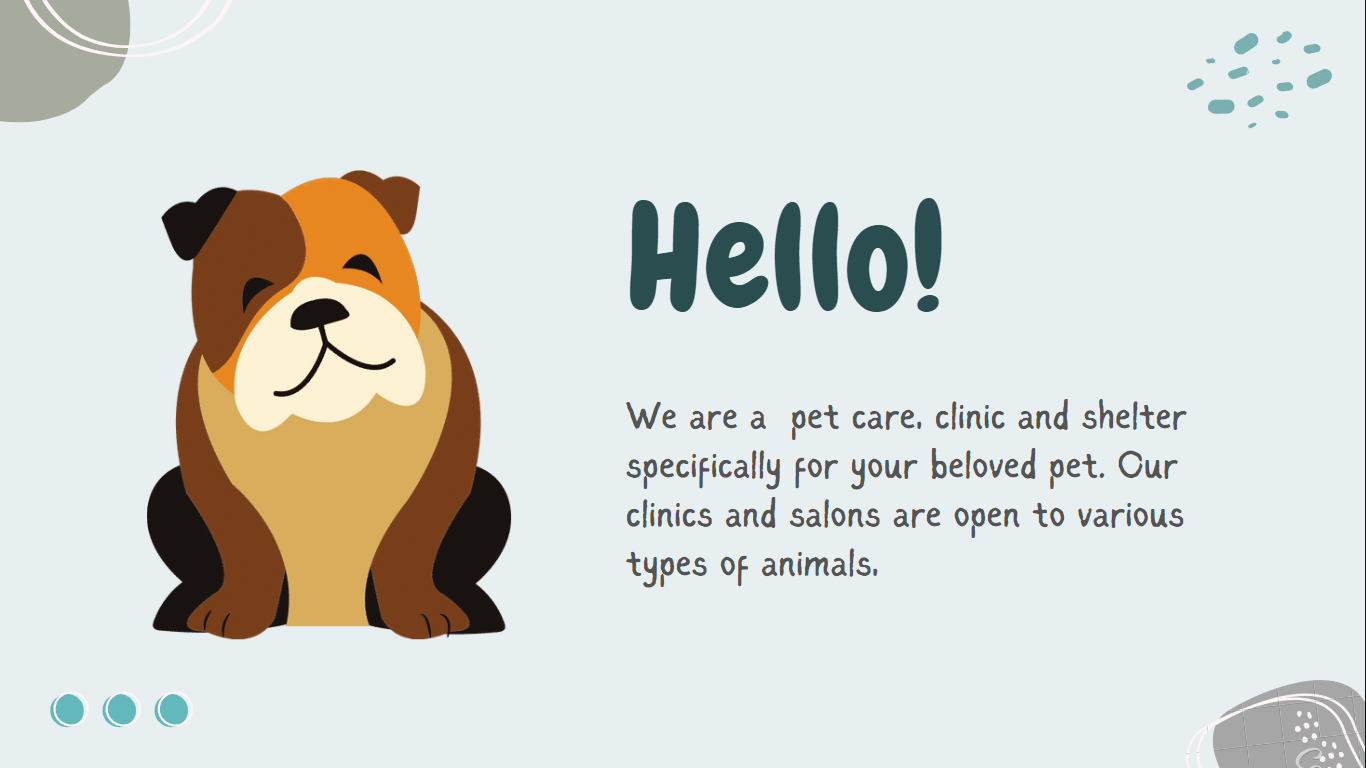 Hello!
We are a pet care, clinic and shelter
specifically for your beloved pet. Our
clinics and salons are open to various
types of animals.